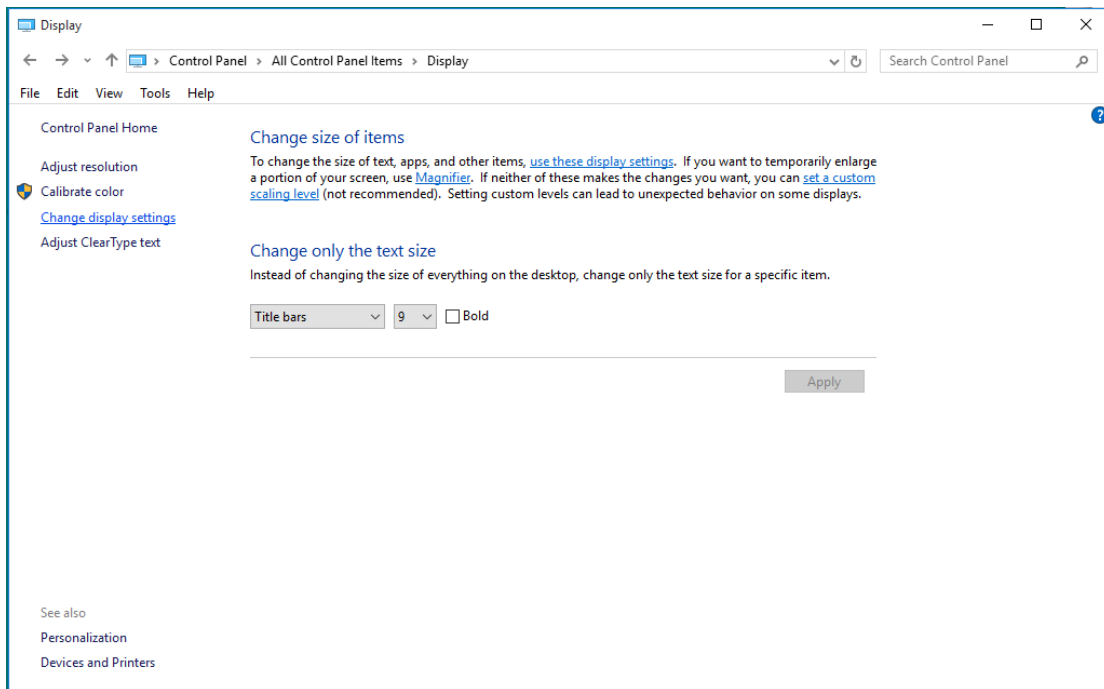 Display
Control Panel > All Control Panel Items > Display
Search Control Panel
File Edit View Tools Help
Control Panel Home
Adjust resolution
Calibrate color
Change display settings
Adjust ClearType text
Change size of items
To change the size of text, apps, and other items, use these display settings. If you want to temporarily enlarge
a portion of your screen, use Magnifier. If neither of these makes the changes you want, you can set a custom
scaling level (not recommended). Setting custom levels can lead to unexpected behavior on some displays.
Change only the text size
Instead of changing the size of everything on the desktop, change only the text size for a specific item.
Title bars 9 Bold
Apply
See also
Personalization
Devices and Printers